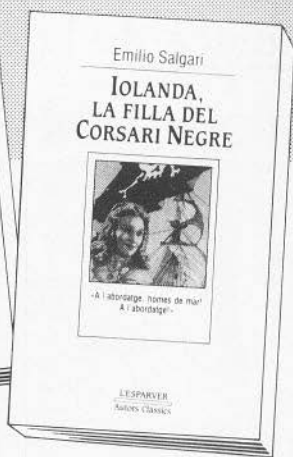 Emilio Salgari
IOLANDA,
LA FILLA DEL
CORSARI NEGRE
«A l'abordatge, homes de mar!
A l'abordatge!»
L'ESPARVER
Autors Clàssics